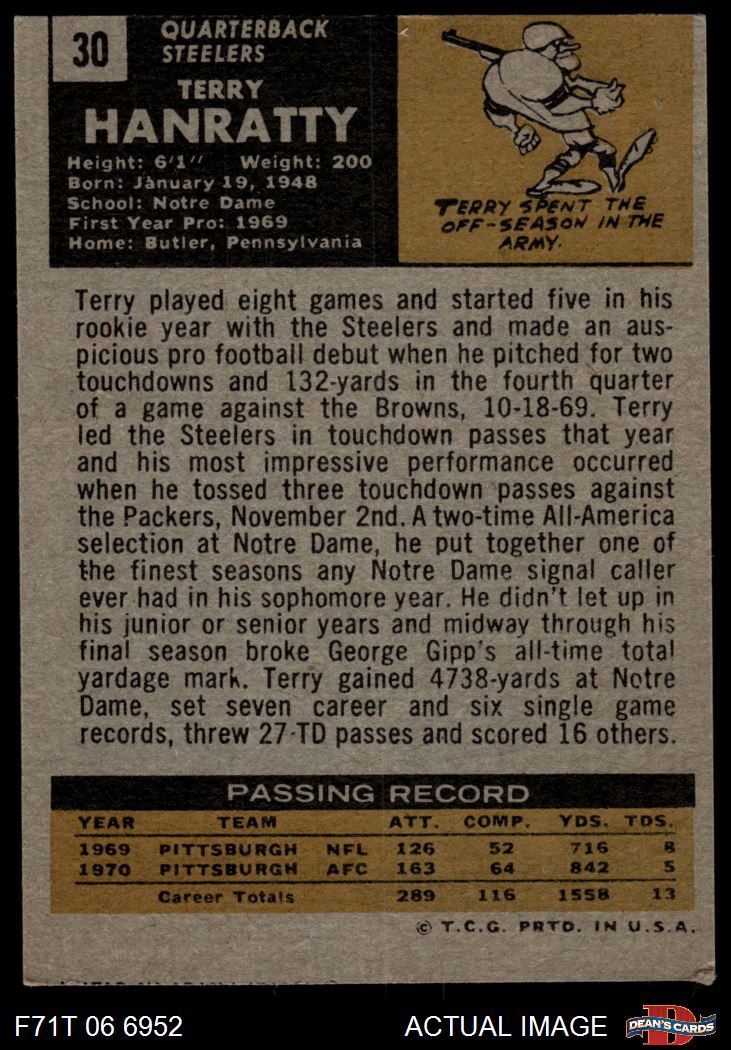 30
QUARTERBACK
STEELERS
TERRY
HANRATTY
Height: 6'1" Weight: 200
Born: January 19, 1948
School: Notre Dame
First Year Pro: 1969
Home: Butler, Pennsylvania
TERRY SPENT THE
OFF-SEASON IN THE
ARMY.
Terry played eight games and started five in his
rookie year with the Steelers and made an aus-
picious pro football debut when he pitched for two
touchdowns and 132-yards in the fourth quarter
of a game against the Browns, 10-18-69. Terry
led the Steelers in touchdown passes that year
and his most impressive performance occurred
when he tossed three touchdown passes against
the Packers, November 2nd. A two-time All-America
selection at Notre Dame, he put together one of
the finest seasons any Notre Dame signal caller
ever had in his sophomore year. He didn't let up in
his junior or senior years and midway through his
final season broke George Gipp's all-time total
yardage mark. Terry gained 4738-yards at Notre
Dame, set seven career and six single game
records, threw 27-TD passes and scored 16 others.
PASSING RECORD
YEAR TEAM ATT. COMP. YDS. TDS.
1969 PITTSBURGH NFL 126 52 716 8
1970 PITTSBURGH AFC 163 64 842 5
Career Totals 289 116 1558 13
© T.C.G. PRTD. IN U.S.A.
F71T 06 6952 ACTUAL IMAGE
DEAN'S CARDS